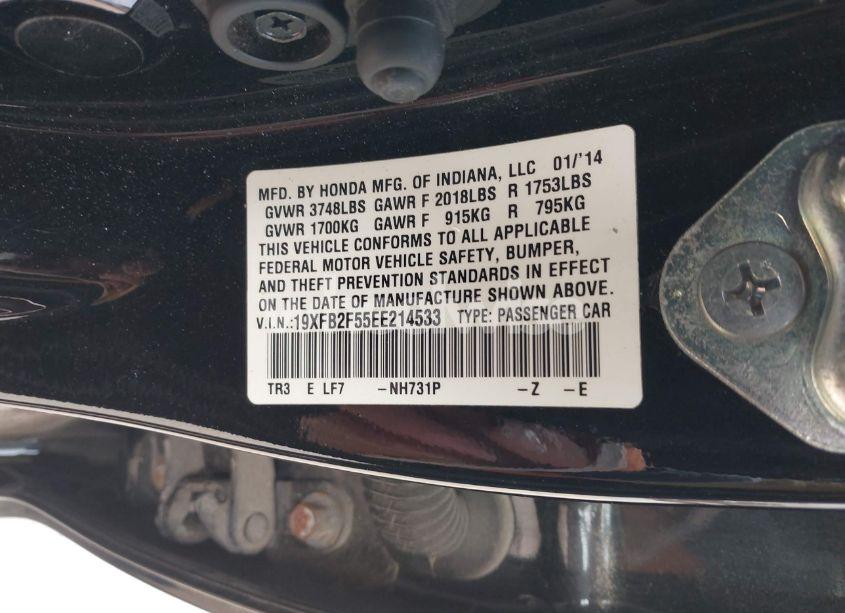 MFD. BY HONDA MFG. OF INDIANA, LLC 01/'14
GVWR 3748LBS GAWR F 2018LBS R 1753LBS
GVWR 1700KG GAWR F 915KG R 795KG
THIS VEHICLE CONFORMS TO ALL APPLICABLE
FEDERAL MOTOR VEHICLE SAFETY, BUMPER,
AND THEFT PREVENTION STANDARDS IN EFFECT
ON THE DATE OF MANUFACTURE SHOWN ABOVE.
V.I.N.:19XFB2F55EE214533 TYPE: PASSENGER CAR
TR3 E LF7 -NH731P -Z -E